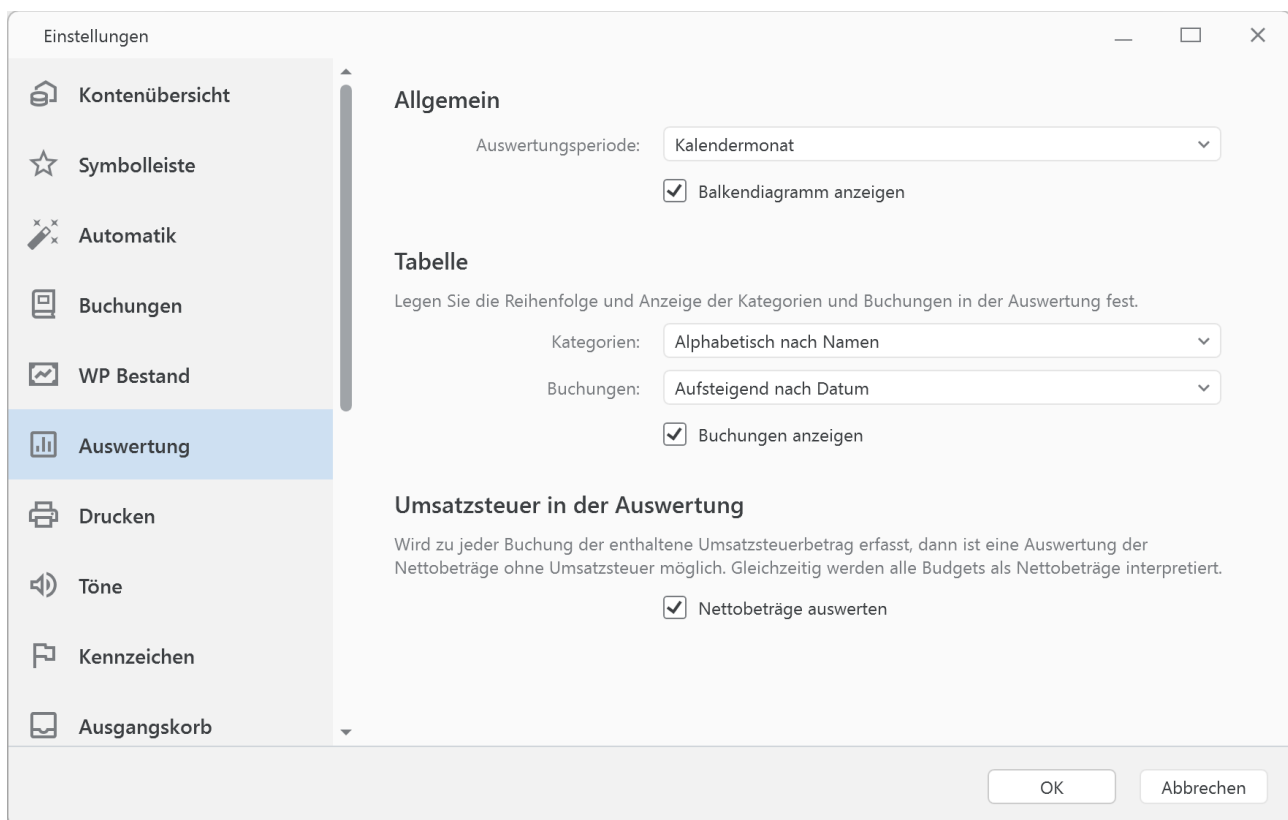 Einstellungen
Kontenübersicht
Symbolleiste
Automatik
Buchungen
WP Bestand
Auswertung
Drucken
Töne
Kennzeichen
Ausgangskorb
Allgemein
Auswertungsperiode: Kalendermonat
Balkendiagramm anzeigen
Tabelle
Legen Sie die Reihenfolge und Anzeige der Kategorien und Buchungen in der Auswertung fest.
Kategorien: Alphabetisch nach Namen
Buchungen: Aufsteigend nach Datum
Buchungen anzeigen
Umsatzsteuer in der Auswertung
Wird zu jeder Buchung der enthaltene Umsatzsteuerbetrag erfasst, dann ist eine Auswertung der
Nettobeträge ohne Umsatzsteuer möglich. Gleichzeitig werden alle Budgets als Nettobeträge interpretiert.
Nettobeträge auswerten
OK Abbrechen